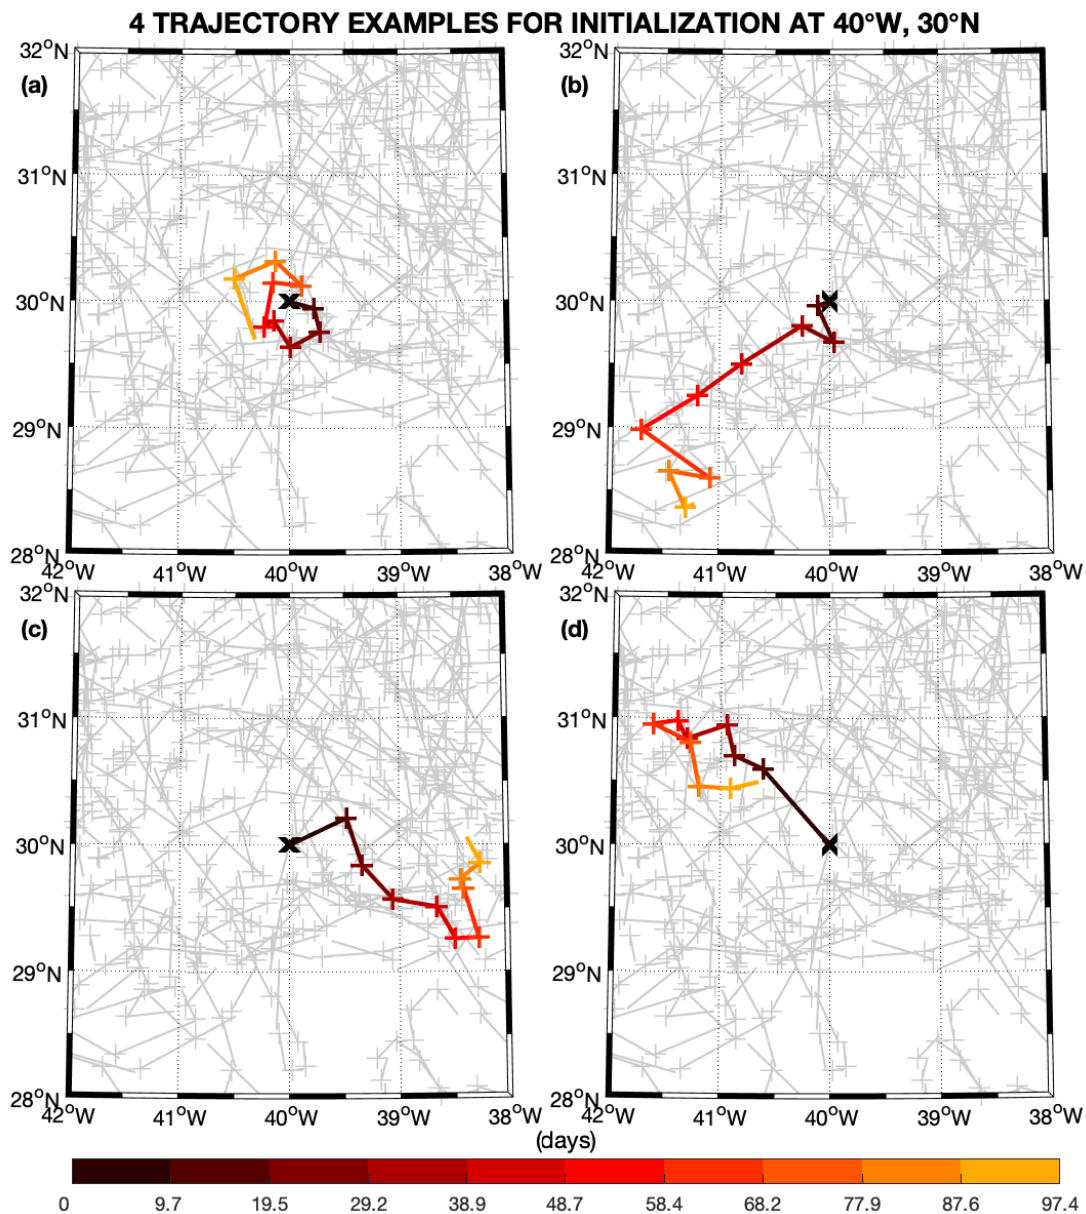 4 TRAJECTORY EXAMPLES FOR INITIALIZATION AT 40°W, 30°N
32°N
(a)
31°N
30°N
29°N
28°N
42°W 41°W 40°W 39°W 38°W
32°N
(b)
31°N
30°N
29°N
28°N
42°W 41°W 40°W 39°W 38°W
32°N
(c)
31°N
30°N
29°N
28°N
42°W 41°W 40°W 39°W 38°W
32°N
(d)
31°N
30°N
29°N
28°N
42°W 41°W 40°W 39°W 38°W
(days)
0 9.7 19.5 29.2 38.9 48.7 58.4 68.2 77.9 87.6 97.4